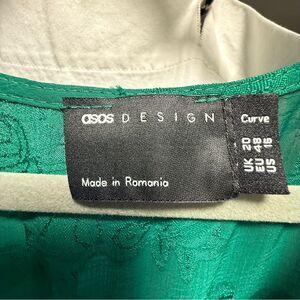 asos DESIGN
Made in Romania
Curve
UK 20
EU 48
US 16